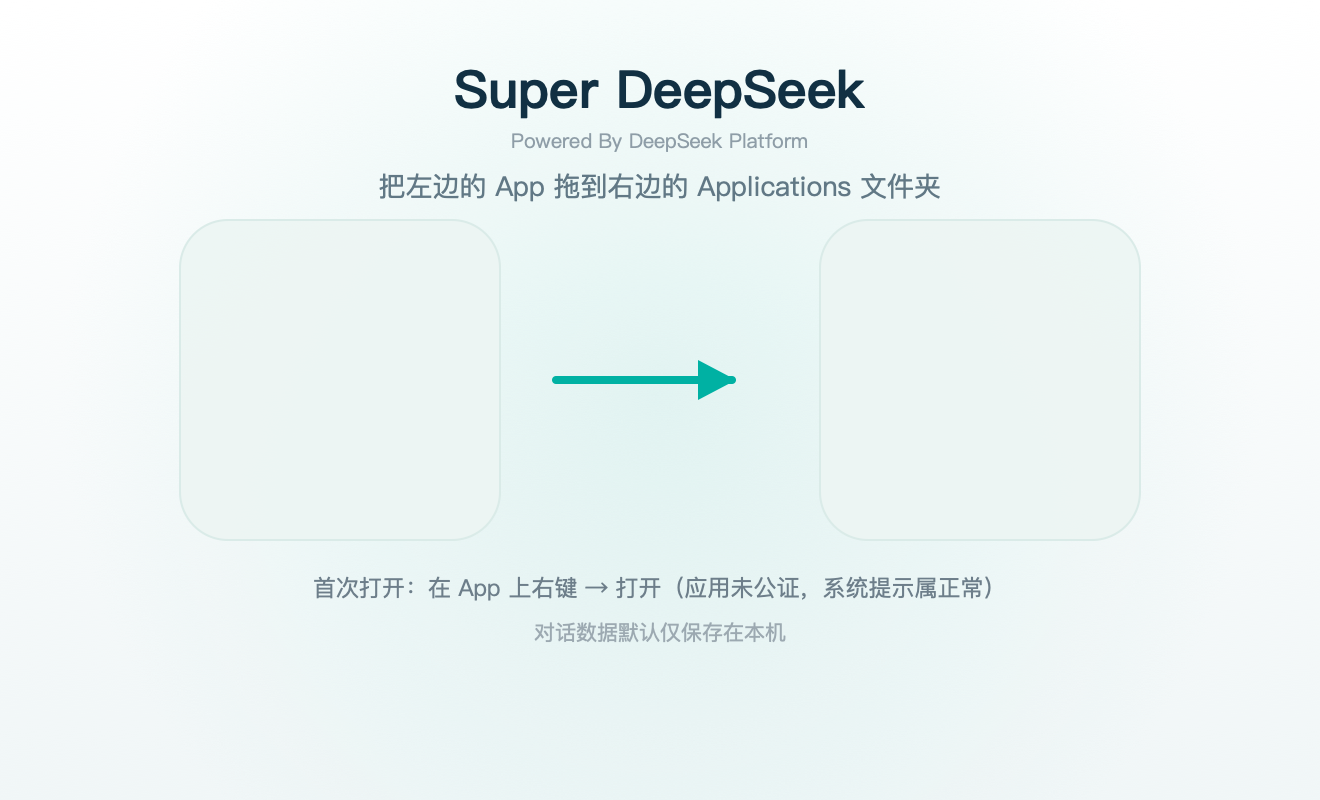 Super DeepSeek
Powered By DeepSeek Platform
把左边的 App 拖到右边的 Applications 文件夹
首次打开：在 App 上右键 → 打开（应用未公证，系统提示属正常）
对话数据默认仅保存在本机